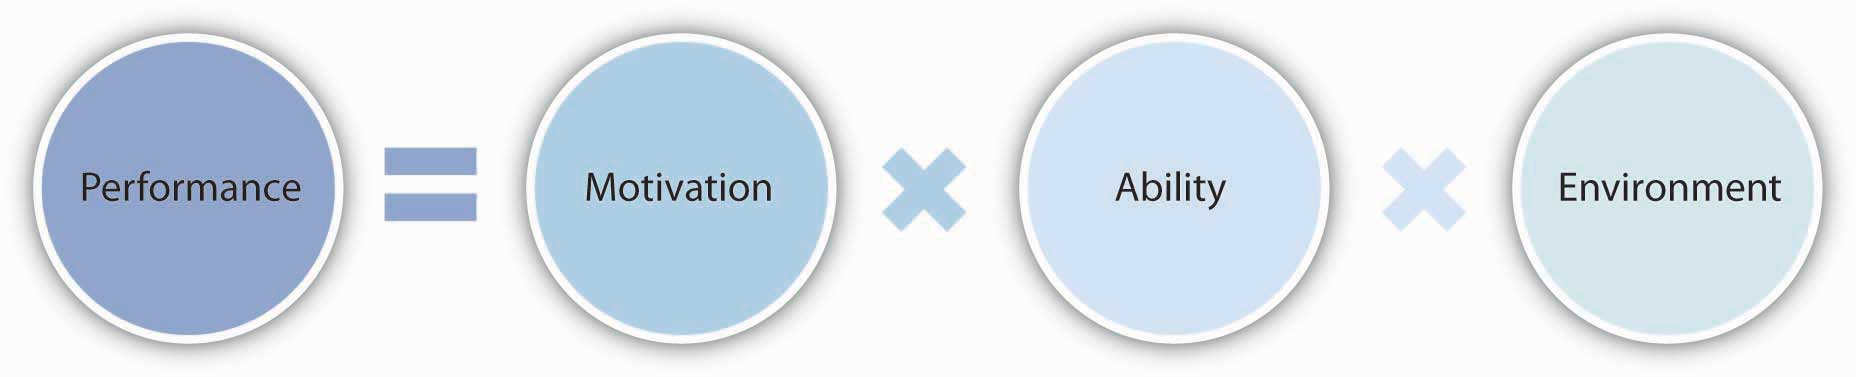 Performance = Motivation × Ability × Environment